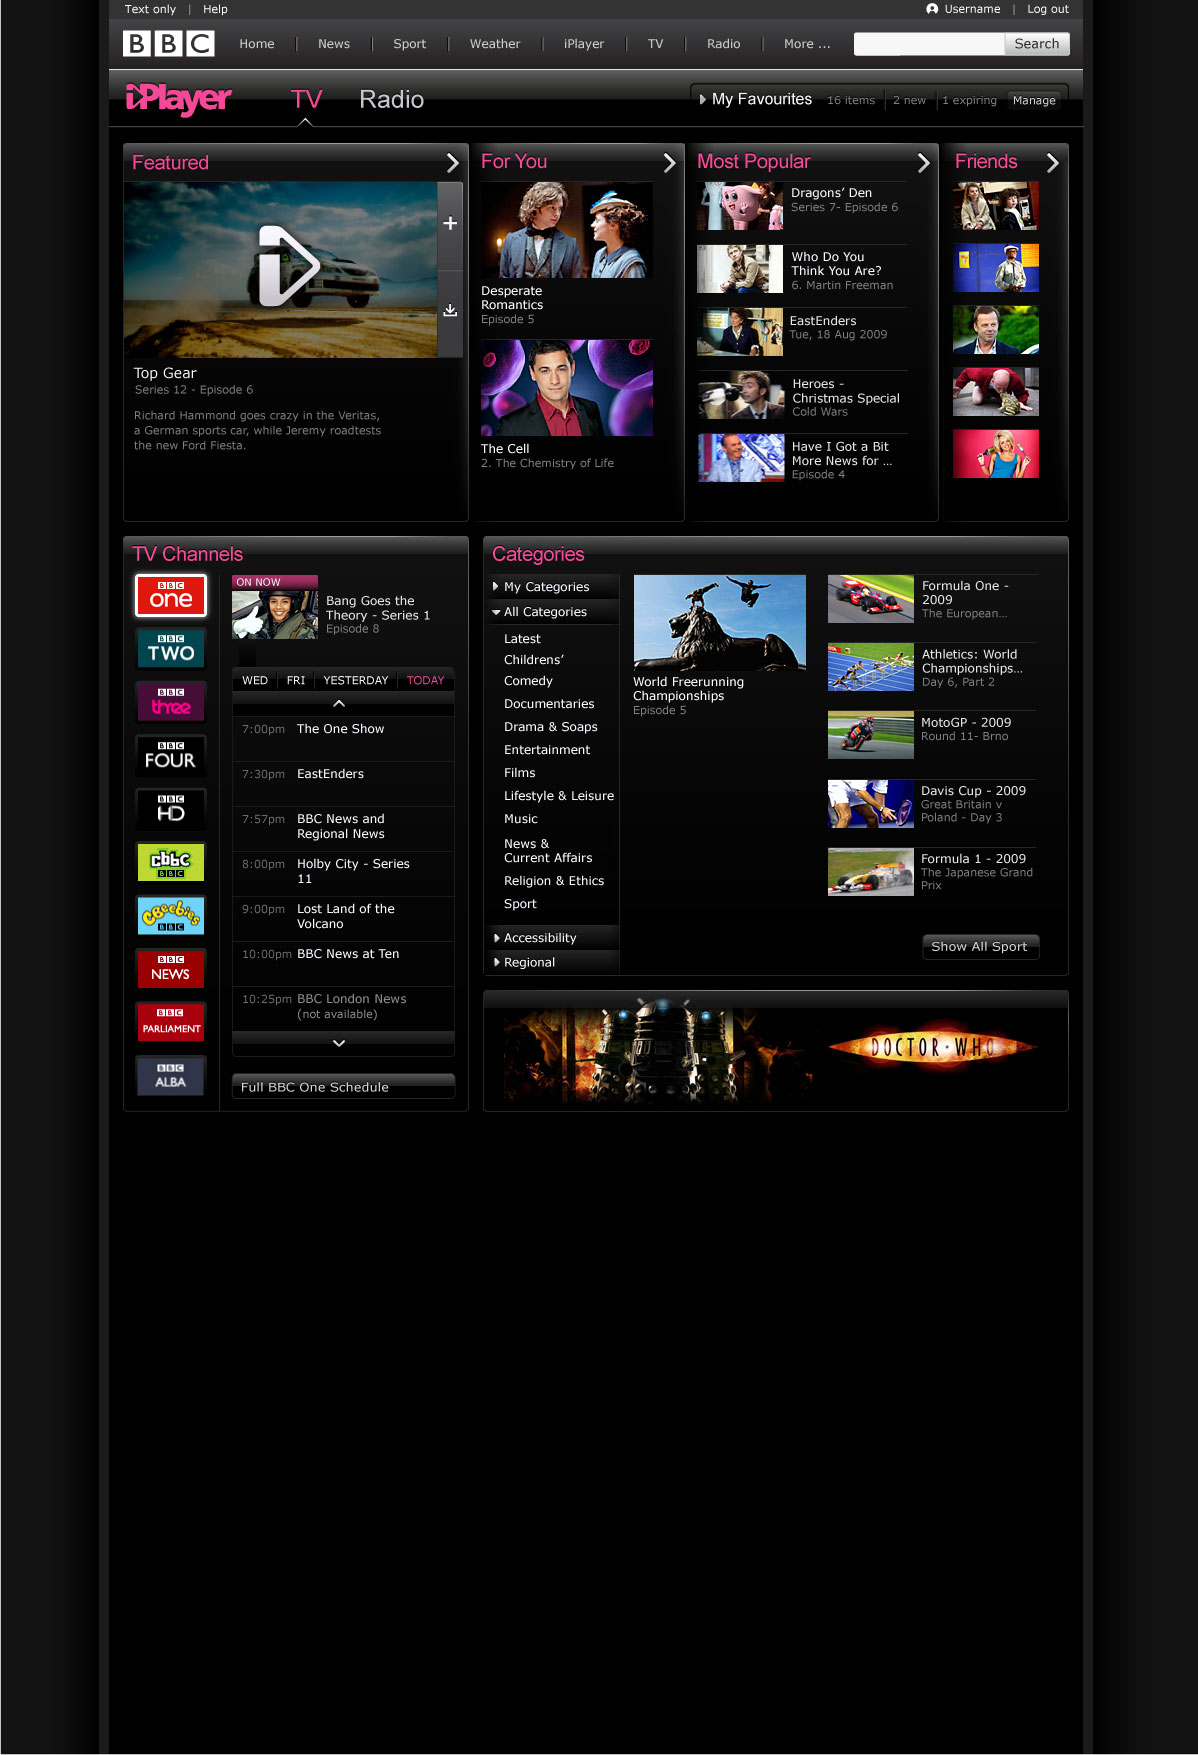 Text only | Help
Username | Log out
BBC
Home | News | Sport | Weather | iPlayer | TV | Radio | More ...
Search
iPlayer
TV
Radio
My Favourites 16 items 2 new 1 expiring Manage
Featured
Top Gear
Series 12 - Episode 6
Richard Hammond goes crazy in the Veritas,
a German sports car, while Jeremy roadtests
the new Ford Fiesta.
For You
Desperate
Romantics
Episode 5
The Cell
2. The Chemistry of Life
Most Popular
Dragons’ Den
Series 7- Episode 6
Who Do You
Think You Are?
6. Martin Freeman
EastEnders
Tue, 18 Aug 2009
Heroes -
Christmas Special
Cold Wars
Have I Got a Bit
More News for ...
Episode 4
Friends
TV Channels
BBC
one
BBC
TWO
BBC
three
BBC
FOUR
BBC
HD
cbbc
BBC
CBeebies
BBC
BBC
NEWS
BBC
PARLIAMENT
BBC
ALBA
ON NOW
Bang Goes the
Theory - Series 1
Episode 8
WED FRI YESTERDAY TODAY
7:00pm The One Show
7:30pm EastEnders
7:57pm BBC News and
Regional News
8:00pm Holby City - Series
11
9:00pm Lost Land of the
Volcano
10:00pm BBC News at Ten
10:25pm BBC London News
(not available)
Full BBC One Schedule
Categories
My Categories
All Categories
Latest
Childrens’
Comedy
Documentaries
Drama & Soaps
Entertainment
Films
Lifestyle & Leisure
Music
News &
Current Affairs
Religion & Ethics
Sport
Accessibility
Regional
World Freerunning
Championships
Episode 5
Formula One -
2009
The European...
Athletics: World
Championships...
Day 6, Part 2
MotoGP - 2009
Round 11- Brno
Davis Cup - 2009
Great Britain v
Poland - Day 3
Formula 1 - 2009
The Japanese Grand
Prix
Show All Sport
DOCTOR·WHO